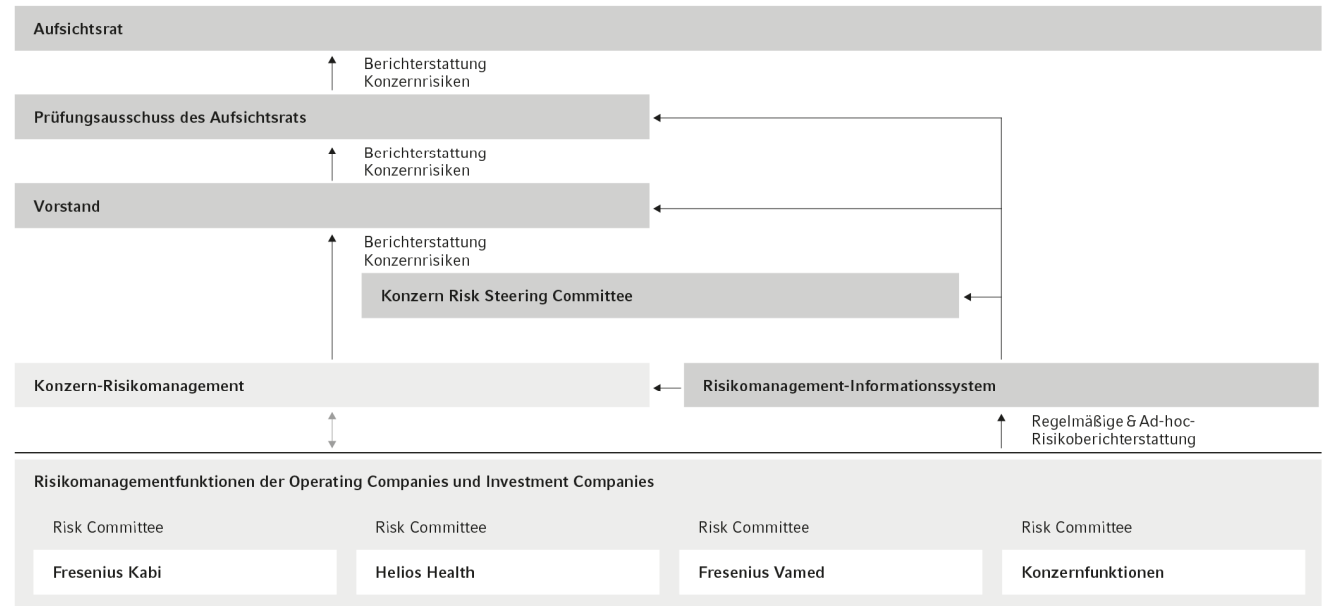 Aufsichtsrat
Berichterstattung
Konzernrisiken
Prüfungsausschuss des Aufsichtsrats
Berichterstattung
Konzernrisiken
Vorstand
Berichterstattung
Konzernrisiken
Konzern Risk Steering Committee
Konzern-Risikomanagement
Risikomanagement-Informationssystem
Regelmäßige & Ad-hoc-
Risikoberichterstattung
Risikomanagementfunktionen der Operating Companies und Investment Companies
Risk Committee
Fresenius Kabi
Risk Committee
Helios Health
Risk Committee
Fresenius Vamed
Risk Committee
Konzernfunktionen